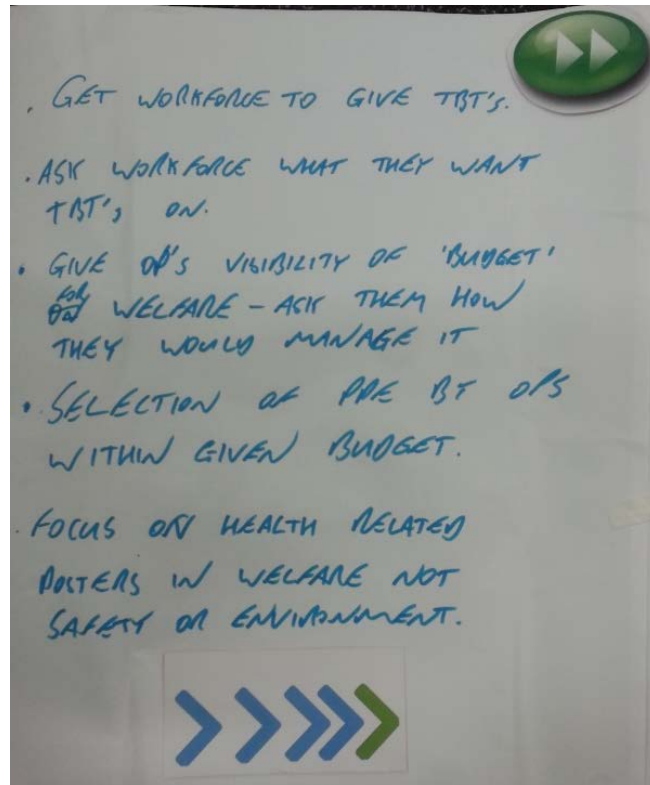 . GET WORKFORCE TO GIVE TBT's.
. ASK WORKFORCE WHAT THEY WANT
TBT's ON.
. GIVE OP's VISIBILITY OF 'BUDGET'
FOR WELFARE - ASK THEM HOW
THEY WOULD MANAGE IT
. SELECTION OF PPE BY OPS
WITHIN GIVEN BUDGET.
. FOCUS ON HEALTH RELATED
POSTERS IN WELFARE NOT
SAFETY OR ENVIRONMENT.